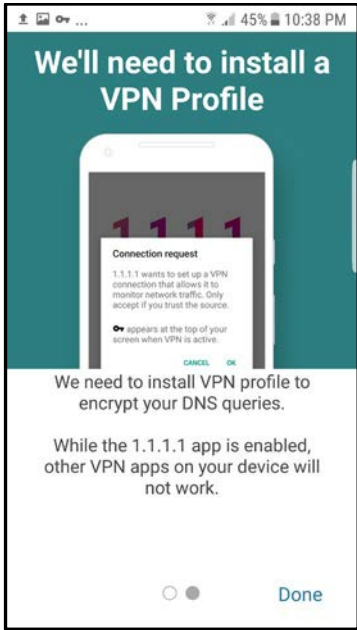 ... 45% 10:38 PM
We'll need to install a
VPN Profile
1.1.1.1
Connection request
1.1.1.1 wants to set up a VPN
connection that allows it to
monitor network traffic. Only
accept if you trust the source.
appears at the top of your
screen when VPN is active.
CANCEL OK
We need to install VPN profile to
encrypt your DNS queries.
While the 1.1.1.1 app is enabled,
other VPN apps on your device will
not work.
Done